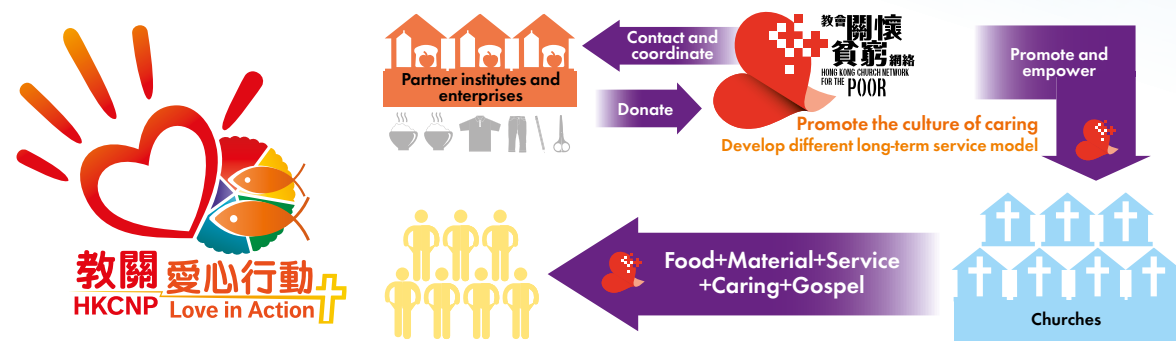 教關 愛心行動
HKCNP Love in Action
Partner institutes and
enterprises
Contact and
coordinate
Donate
教會關懷
貧窮網絡
HONG KONG CHURCH NETWORK
FOR THE POOR
Promote the culture of caring
Develop different long-term service model
Promote and
empower
Food+Material+Service
+Caring+Gospel
Churches